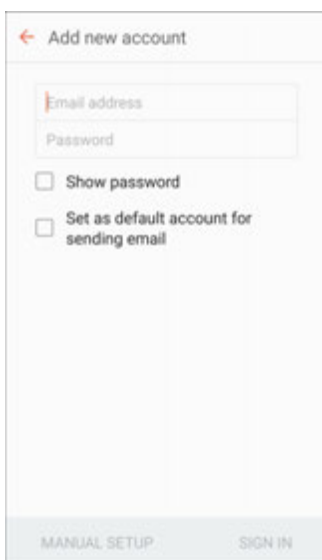 Add new account
Email address
Password
Show password
Set as default account for
sending email
MANUAL SETUP SIGN IN